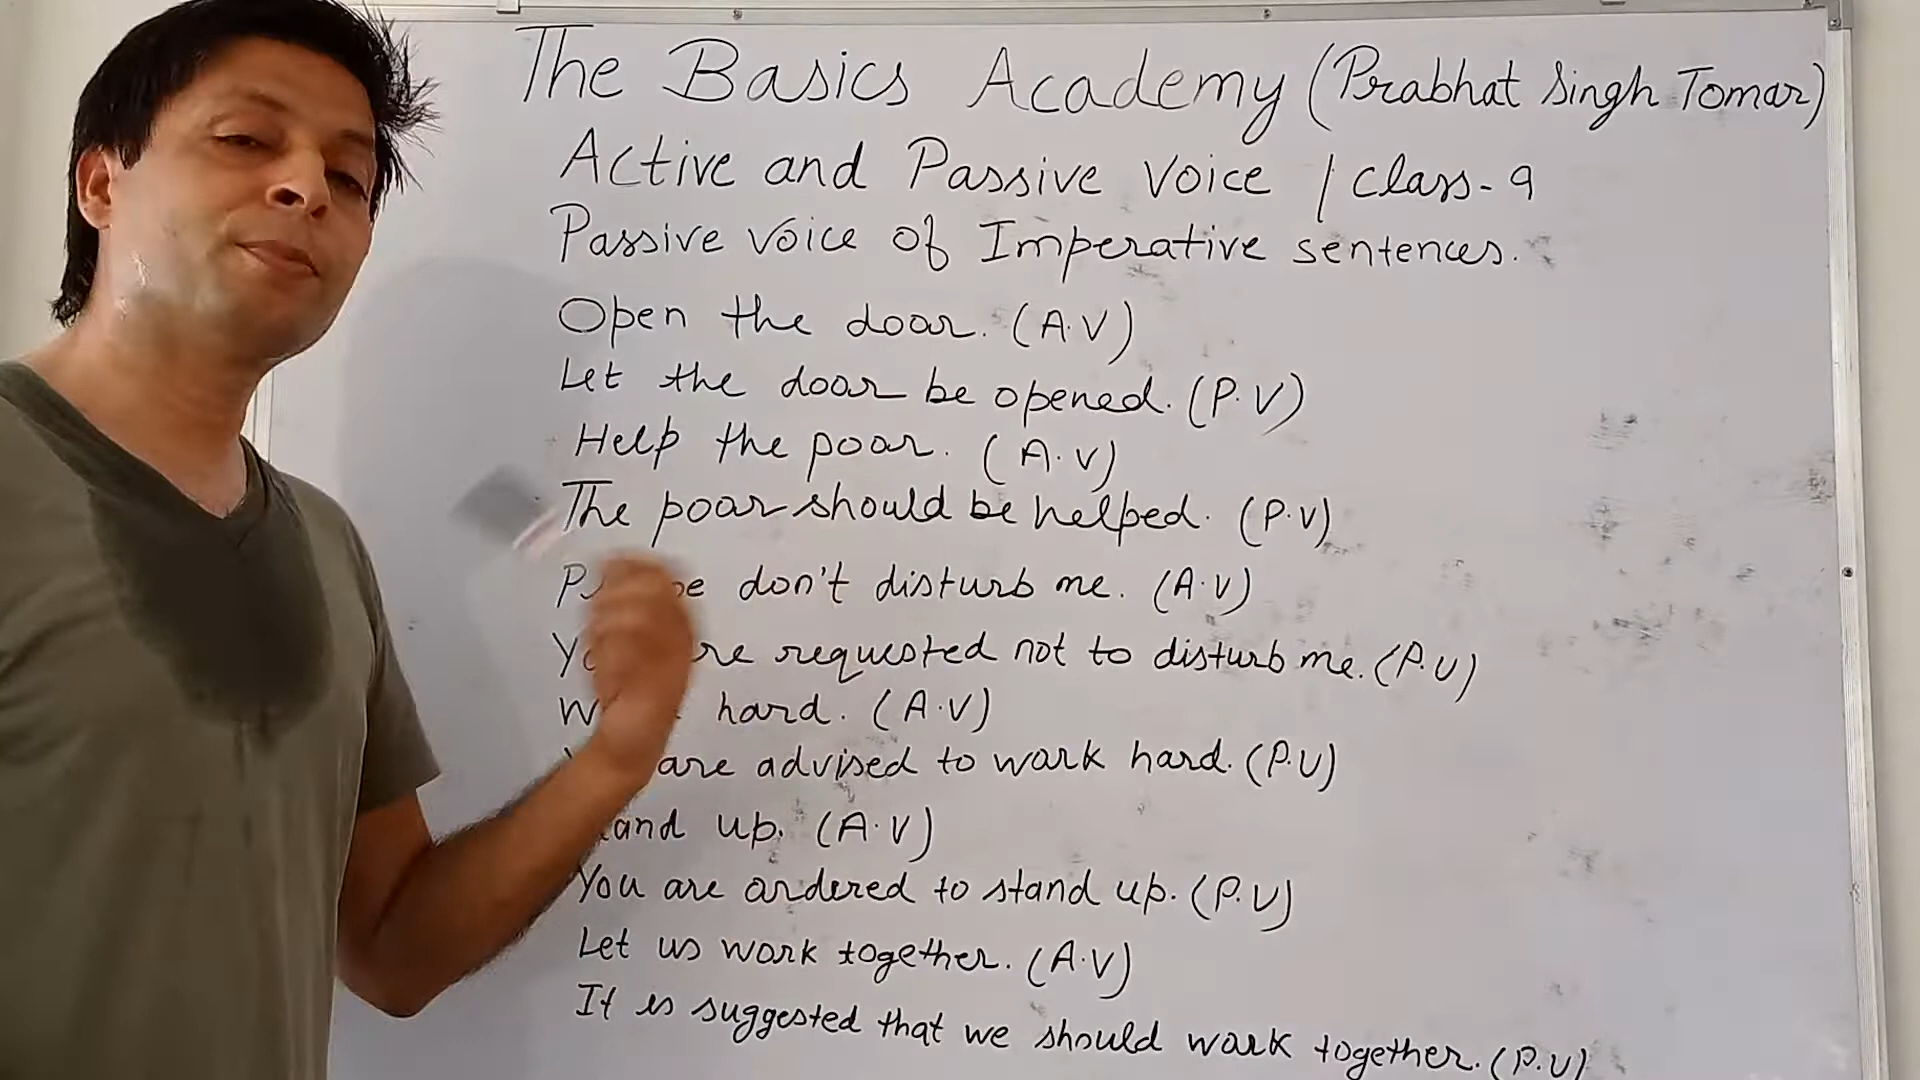 The Basics Academy (Prabhat Singh Tomar)
Active and Passive Voice / Class-9
Passive voice of Imperative sentences.
Open the door. (A.V)
Let the door be opened. (P.V)
Help the poor. (A.V)
The poor should be helped. (P.V)
don't disturb me. (A.V)
requested not to disturb me. (P.V)
hard. (A.V)
are advised to work hard. (P.V)
up. (A.V)
You are ordered to stand up. (P.V)
Let us work together. (A.V)
It is suggested that we should work together. (P.V)